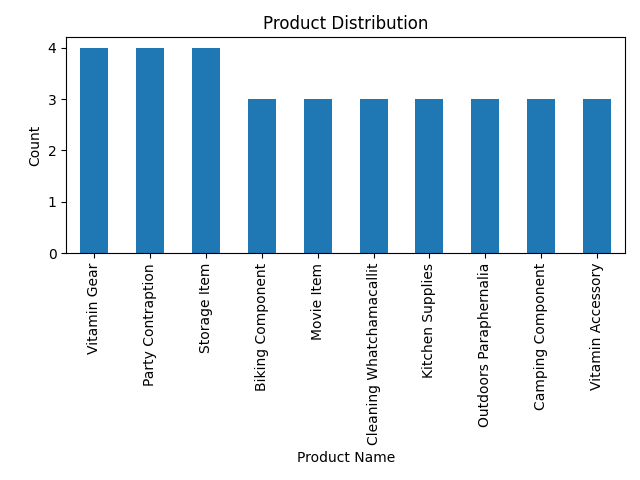 Product Distribution
Count
4
3
2
1
0
Vitamin Gear
Party Contraption
Storage Item
Biking Component
Movie Item
Cleaning Whatchamacallit
Kitchen Supplies
Outdoors Paraphernalia
Camping Component
Vitamin Accessory
Product Name